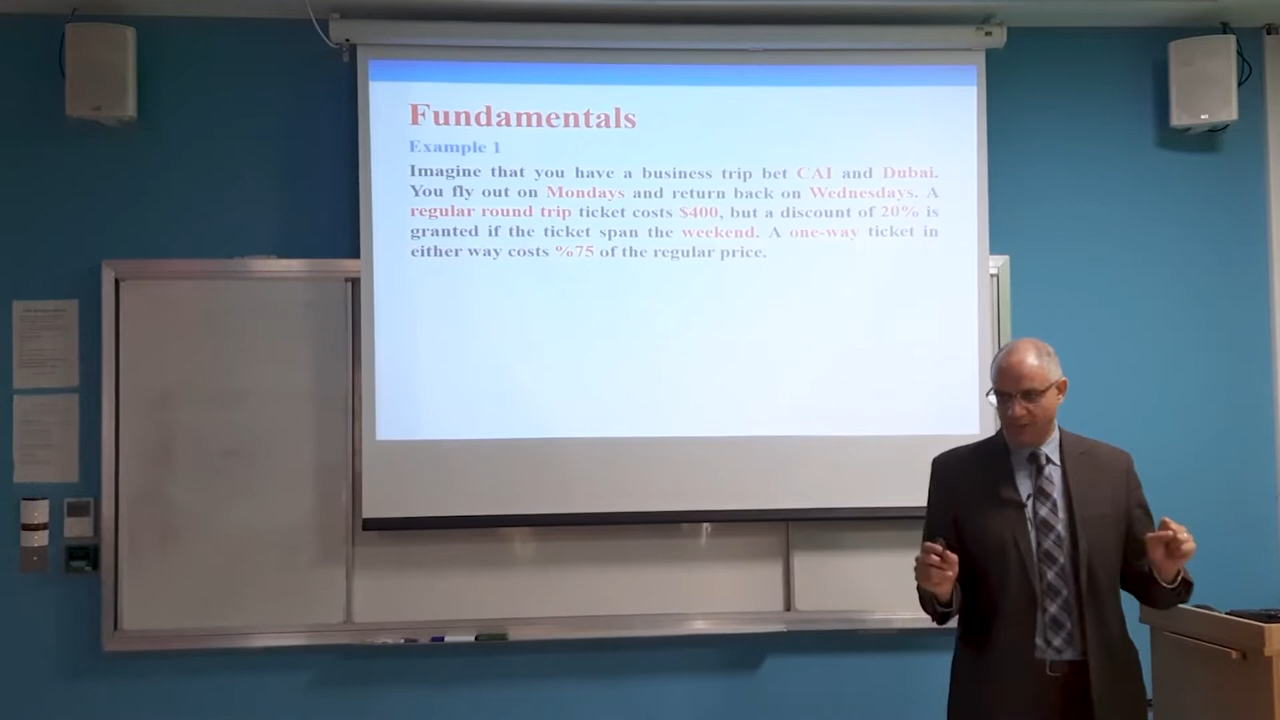 Fundamentals
Example 1
Imagine that you have a business trip bet CAI and Dubai.
You fly out on Mondays and return back on Wednesdays. A
regular round trip ticket costs $400, but a discount of 20% is
granted if the ticket span the weekend. A one-way ticket in
either way costs %75 of the regular price.